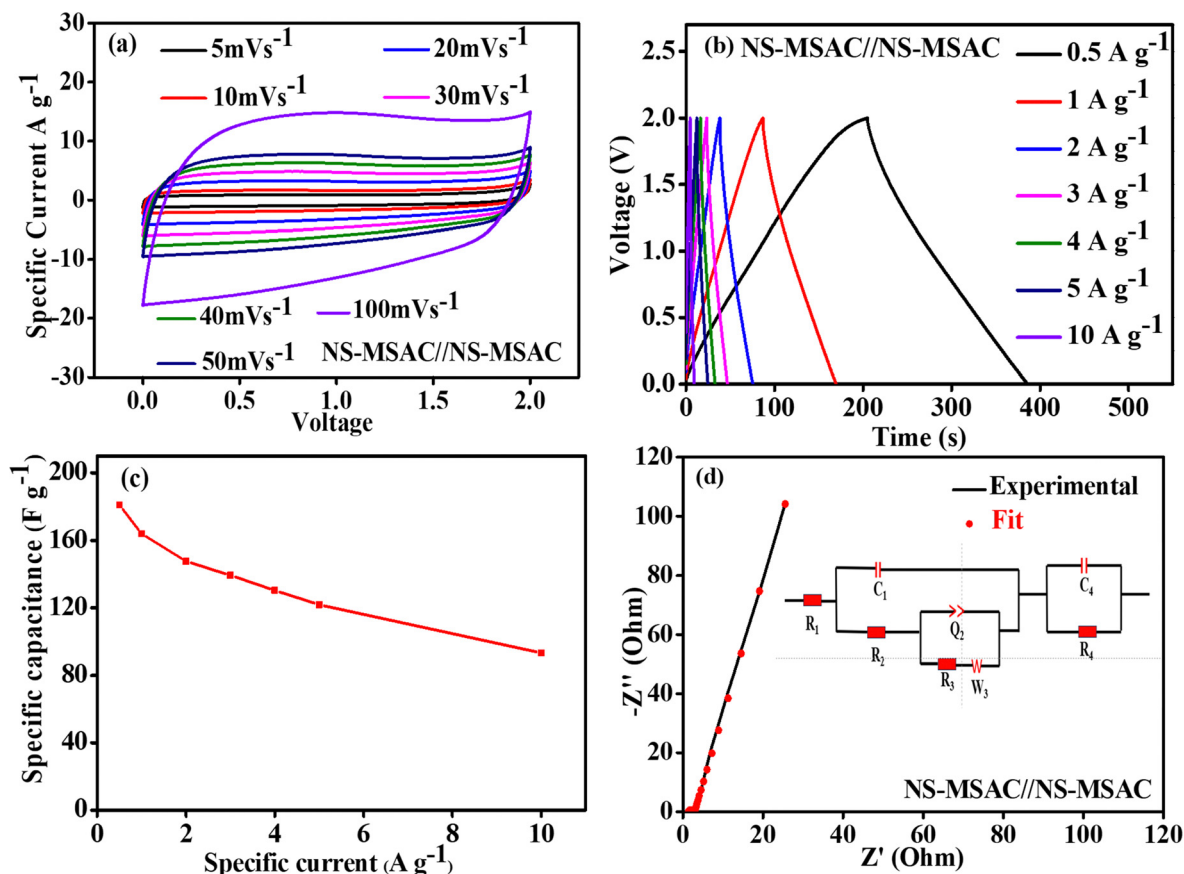 (a)
5mVs-1
20mVs-1
10mVs-1
30mVs-1
40mVs-1
100mVs-1
50mVs-1
NS-MSAC//NS-MSAC
30
20
10
0
-10
-20
-30
Specific Current A g-1
0.0 0.5 1.0 1.5 2.0
Voltage
(b) NS-MSAC//NS-MSAC
0.5 A g-1
1 A g-1
2 A g-1
3 A g-1
4 A g-1
5 A g-1
10 A g-1
2.5
2.0
1.5
1.0
0.5
0.0
Voltage (V)
0 100 200 300 400 500
Time (s)
(c)
200
160
120
80
40
0
Specific capacitance (F g-1)
0 2 4 6 8 10
Specific current (A g-1)
(d)
Experimental
Fit
C1
C4
R1
Q2
R2
R4
R3
W3
NS-MSAC//NS-MSAC
120
100
80
60
40
20
0
-Z'' (Ohm)
0 20 40 60 80 100 120
Z' (Ohm)